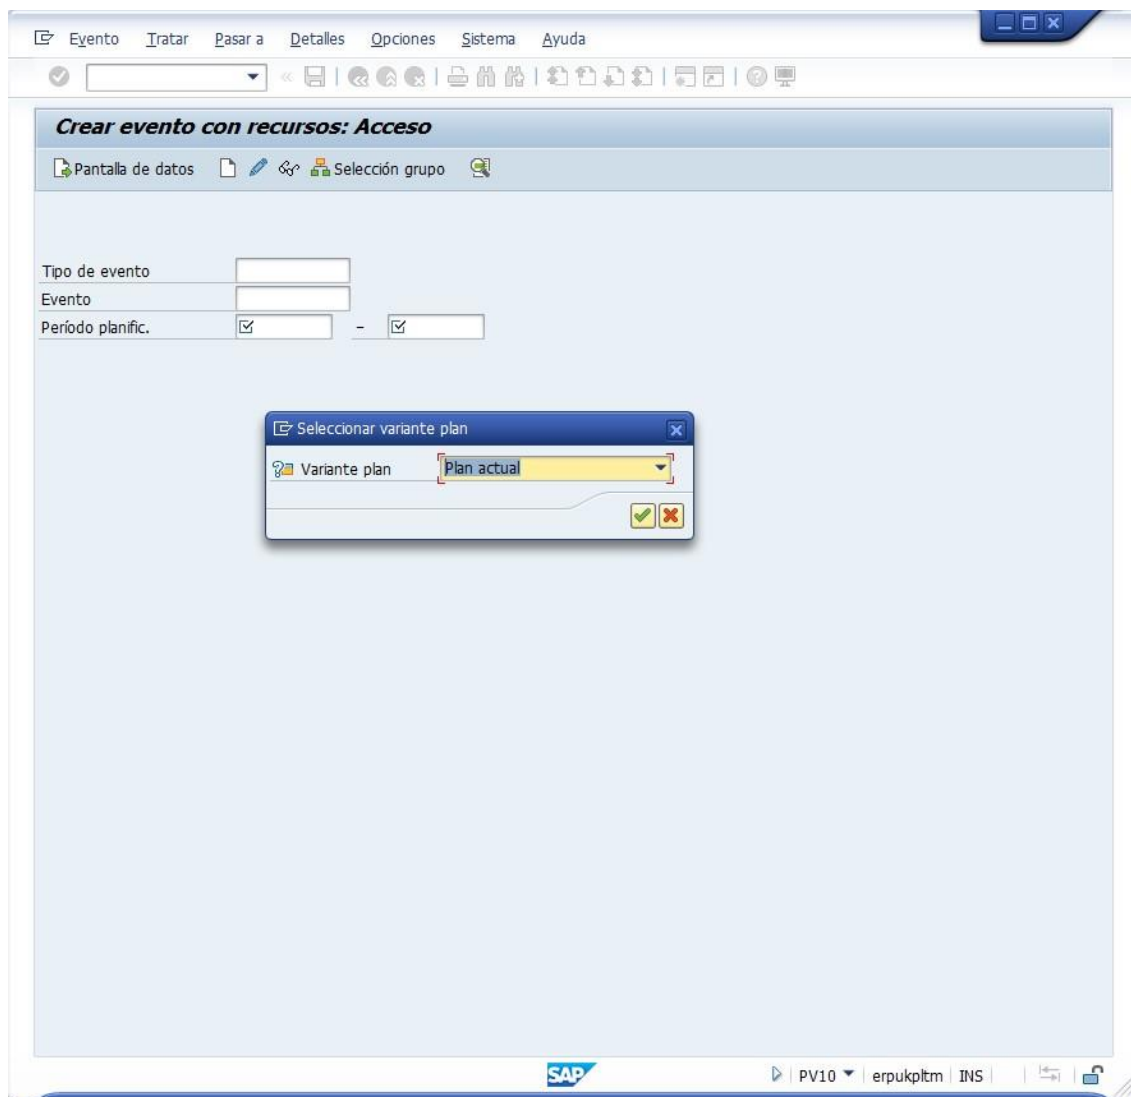 Evento Tratar Pasar a Detalles Opciones Sistema Ayuda
Crear evento con recursos: Acceso
Pantalla de datos Selección grupo
Tipo de evento
Evento
Período planific. -
Seleccionar variante plan
Variante plan Plan actual
SAP PV10 erpukpltm INS